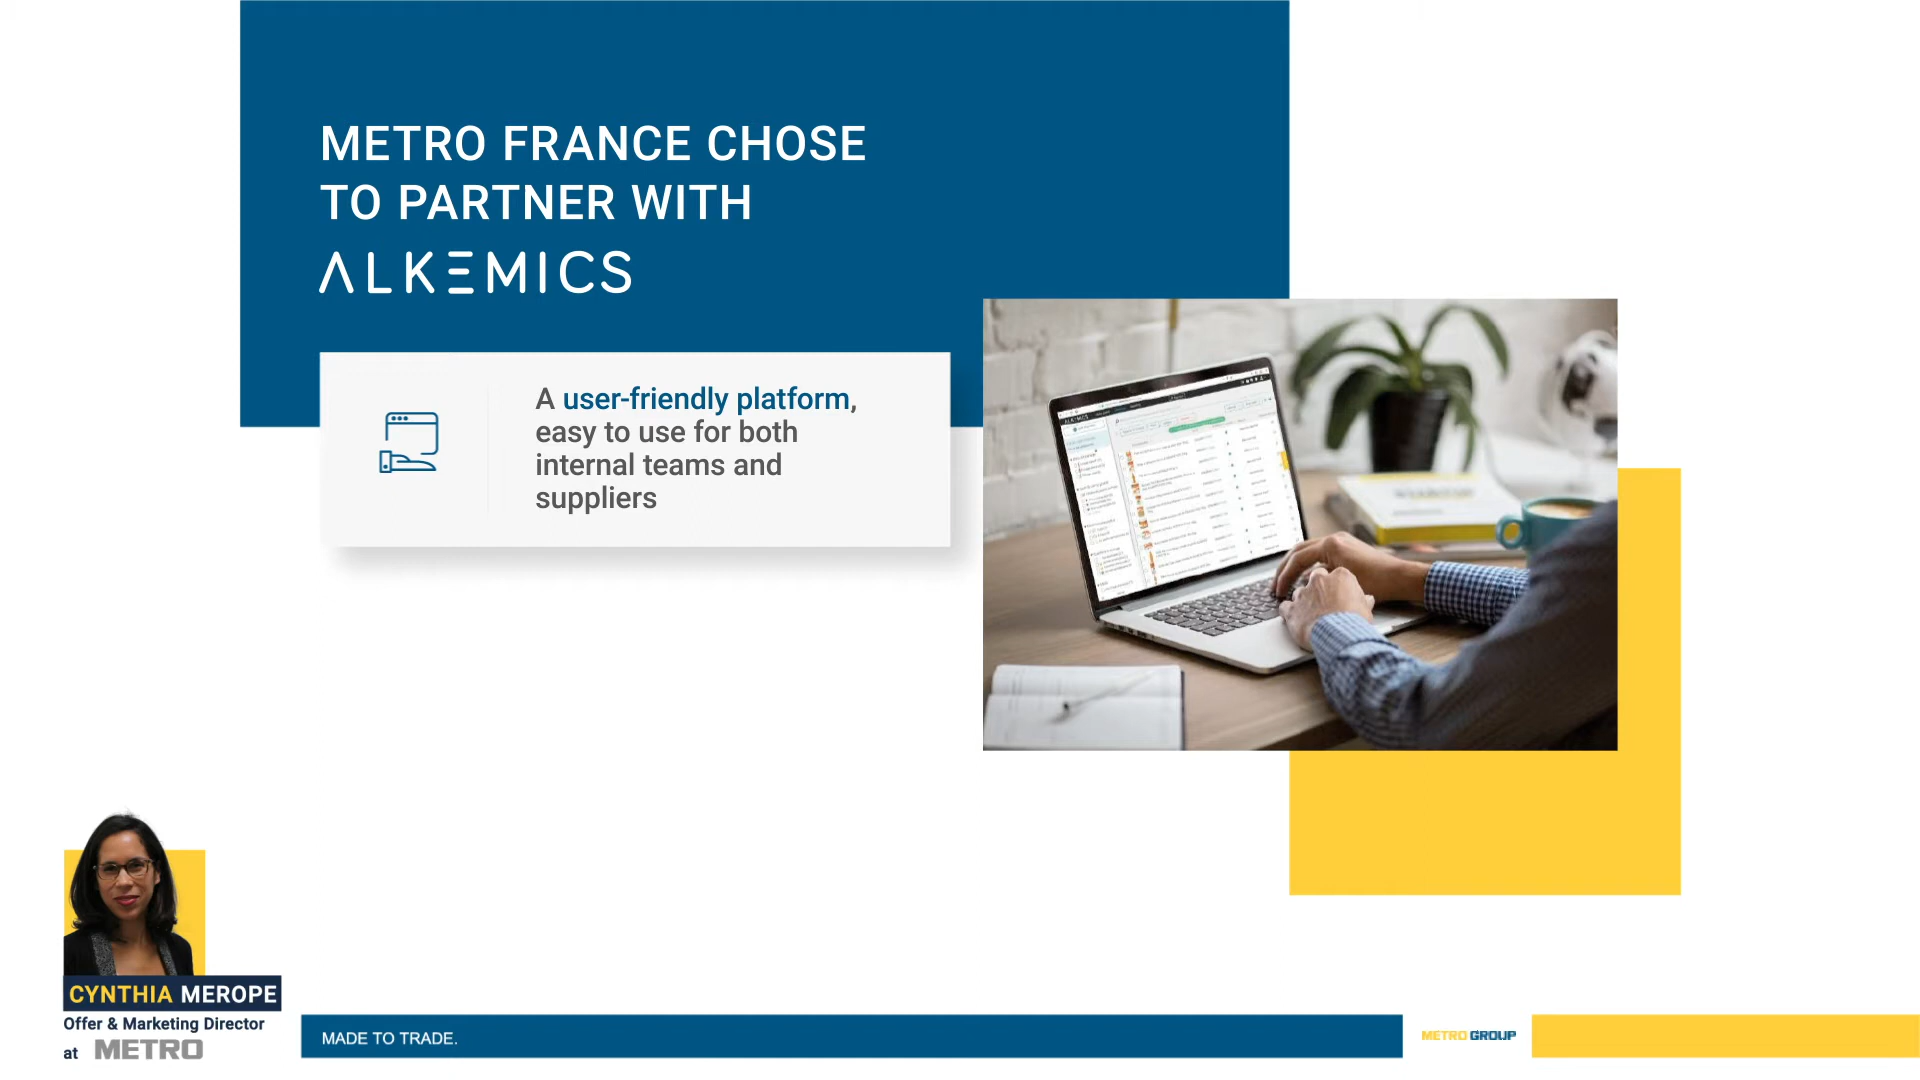 METRO FRANCE CHOSE
TO PARTNER WITH
ALKEMICS
A user-friendly platform,
easy to use for both
internal teams and
suppliers
CYNTHIA MEROPE
Offer & Marketing Director
at METRO
MADE TO TRADE.
METRO GROUP